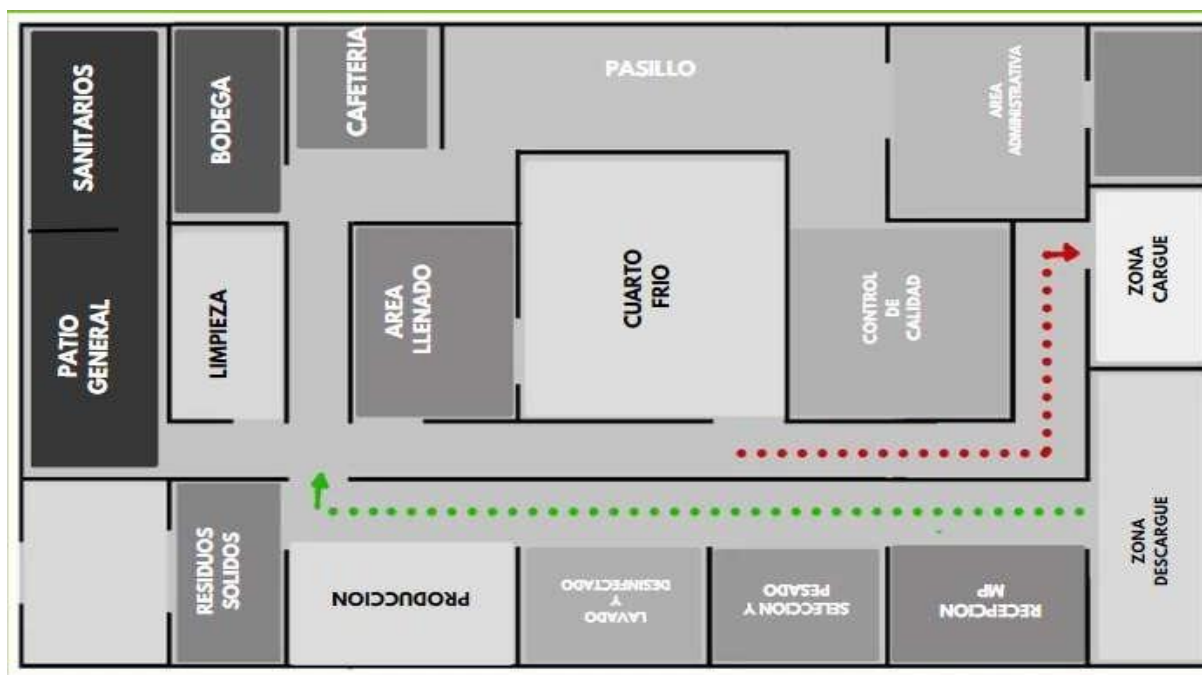 SANITARIOS
BODEGA
CAFETERIA
PASILLO
AREA
ADMINISTRATIVA
PATIO
GENERAL
LIMPIEZA
AREA
LLENADO
CUARTO
FRIO
CONTROL
DE
CALIDAD
ZONA
CARGUE
RESIDUOS
SOLIDOS
PRODUCCION
LAVADO
Y
DESINFECTADO
SELECCION Y
PESADO
RECEPCION
MP
ZONA
DESCARGUE